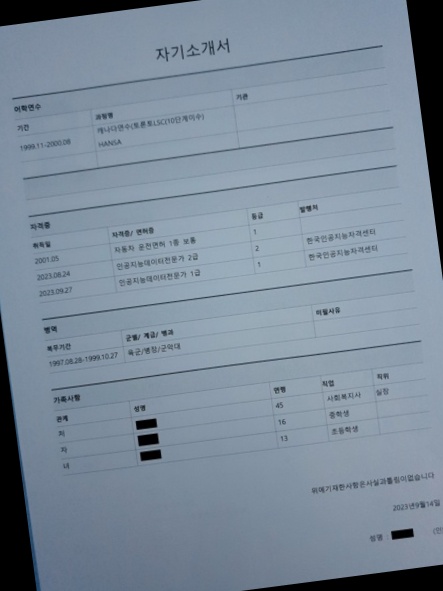 자기소개서
어학연수
기간 과정명 기관
1999.11-2000.08 캐나다연수(토론토LSC(10단계이수)
HANSA
자격증
취득일 자격증/ 면허증 등급 발행처
2001.05 자동차 운전면허 1종 보통 1
2023.08.24 인공지능데이터전문가 2급 2 한국인공지능자격센터
2023.09.27 인공지능데이터전문가 1급 1 한국인공지능자격센터
병역
복무기간 군별/ 계급/ 병과 미필사유
1997.08.28-1999.10.27 육군/병장/군악대
가족사항
관계 성명 연령 직업 직위
처 45 사회복지사 실장
자 16 중학생
녀 13 초등학생
위에기재한사항은사실과틀림이없습니다
2023년9월14일
성명 (인